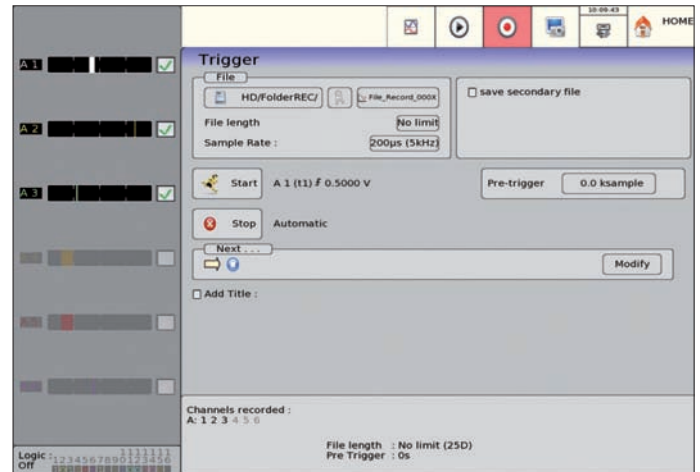 10:09:43
HOME
A 1
A 2
A 3
Trigger
File
HD/FolderREC/
File_Record_000X
File length
No limit
Sample Rate :
200µs (5kHz)
save secondary file
Start
A 1 (t1) 0.5000 V
Pre-trigger
0.0 ksample
Stop
Automatic
Next . . .
Modify
Add Title :
Channels recorded :
A: 1 2 3 4 5 6
File length : No limit (25D)
Pre Trigger : 0s
Logic :
Off
1111111
1234567890123456